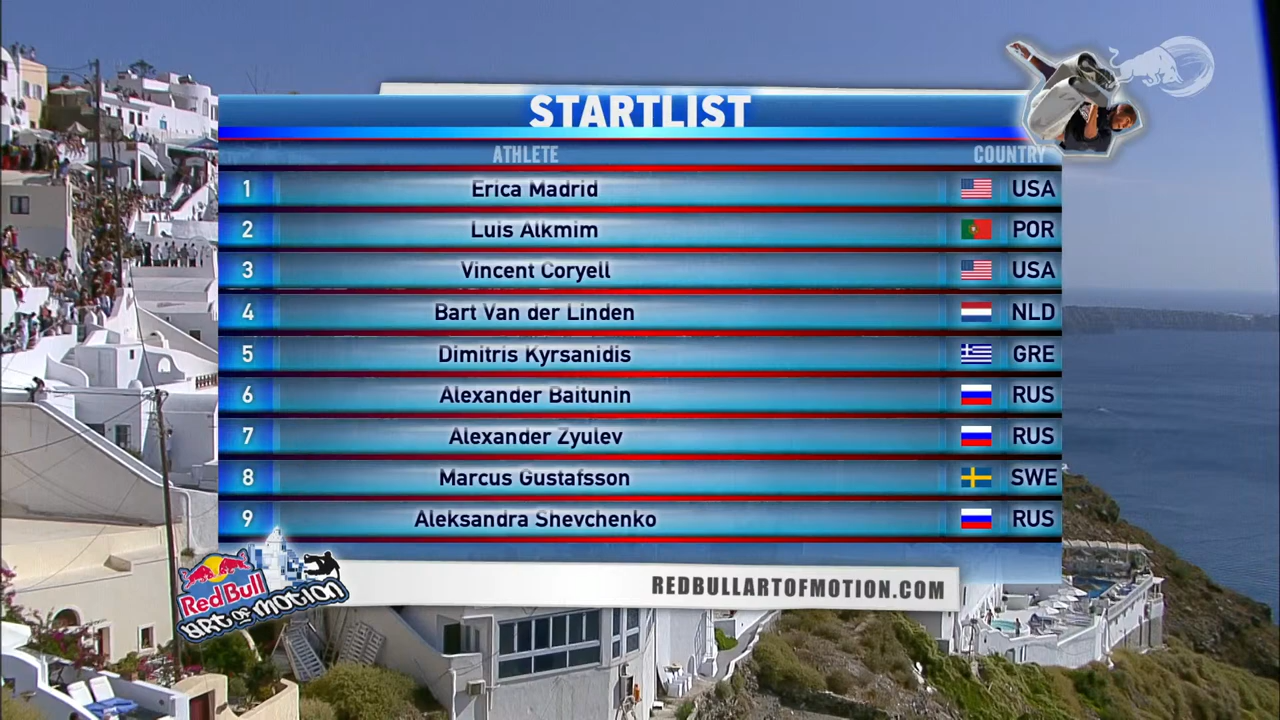 STARTLIST
ATHLETE COUNTRY
1 Erica Madrid USA
2 Luis Alkmim POR
3 Vincent Coryell USA
4 Bart Van der Linden NLD
5 Dimitris Kyrsanidis GRE
6 Alexander Baitunin RUS
7 Alexander Zyulev RUS
8 Marcus Gustafsson SWE
9 Aleksandra Shevchenko RUS
Red Bull
ART OF MOTION
REDBULLARTOFMOTION.COM